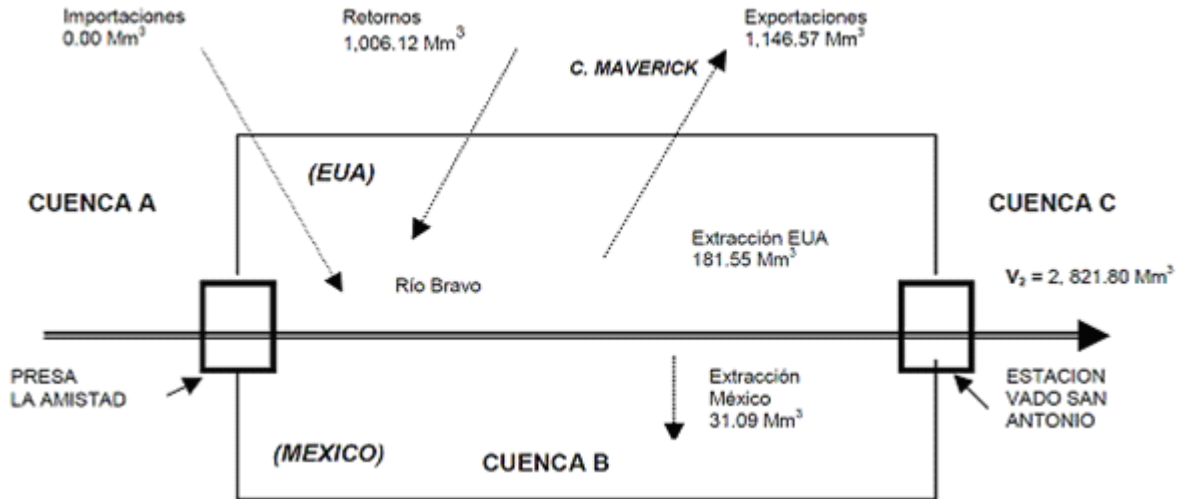 Importaciones
0.00 Mm³
Retornos
1,006.12 Mm³
Exportaciones
1,146.57 Mm³
C. MAVERICK
(EUA)
CUENCA A
CUENCA C
Extracción EUA
181.55 Mm³
Río Bravo
V₂ = 2, 821.80 Mm³
PRESA
LA AMISTAD
Extracción
México
31.09 Mm³
ESTACION
VADO SAN
ANTONIO
(MEXICO)
CUENCA B